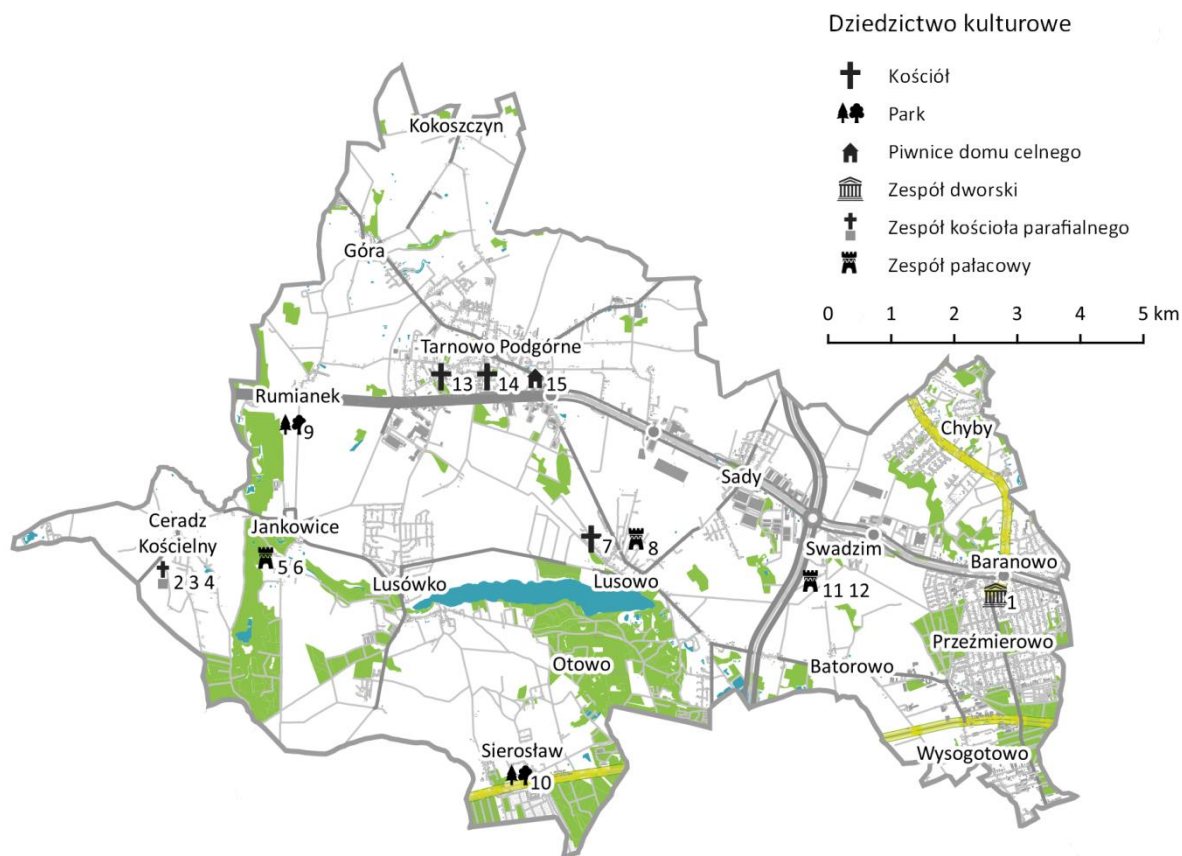 Dziedzictwo kulturowe
Kościół
Park
Piwnice domu celnego
Zespół dworski
Zespół kościoła parafialnego
Zespół pałacowy
0 1 2 3 4 5 km
Kokoszczyn
Góra
Tarnowo Podgórne
13 14 15
Rumianek
9
Chyby
Sady
Ceradz
Kościelny
2 3 4
Jankowice
5 6
7
8
Swadzim
11 12
Baranowo
1
Lusówko
Lusowo
Przeźmierowo
Otowo
Batorowo
Sierosław
10
Wysogotowo